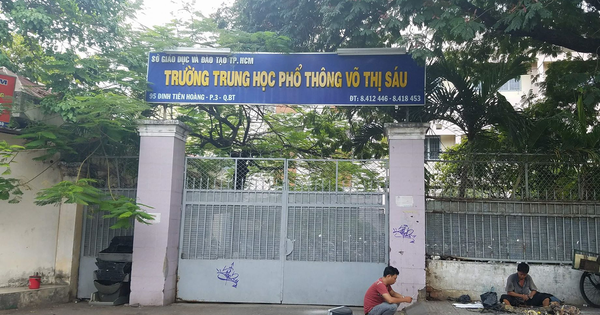 SỞ GIÁO DỤC VÀ ĐÀO TẠO TP.HCM
TRƯỜNG TRUNG HỌC PHỔ THÔNG VÕ THỊ SÁU
95 ĐINH TIÊN HOÀNG - P.3 - Q.BT
ĐT: 8.412 446 - 8.418 453